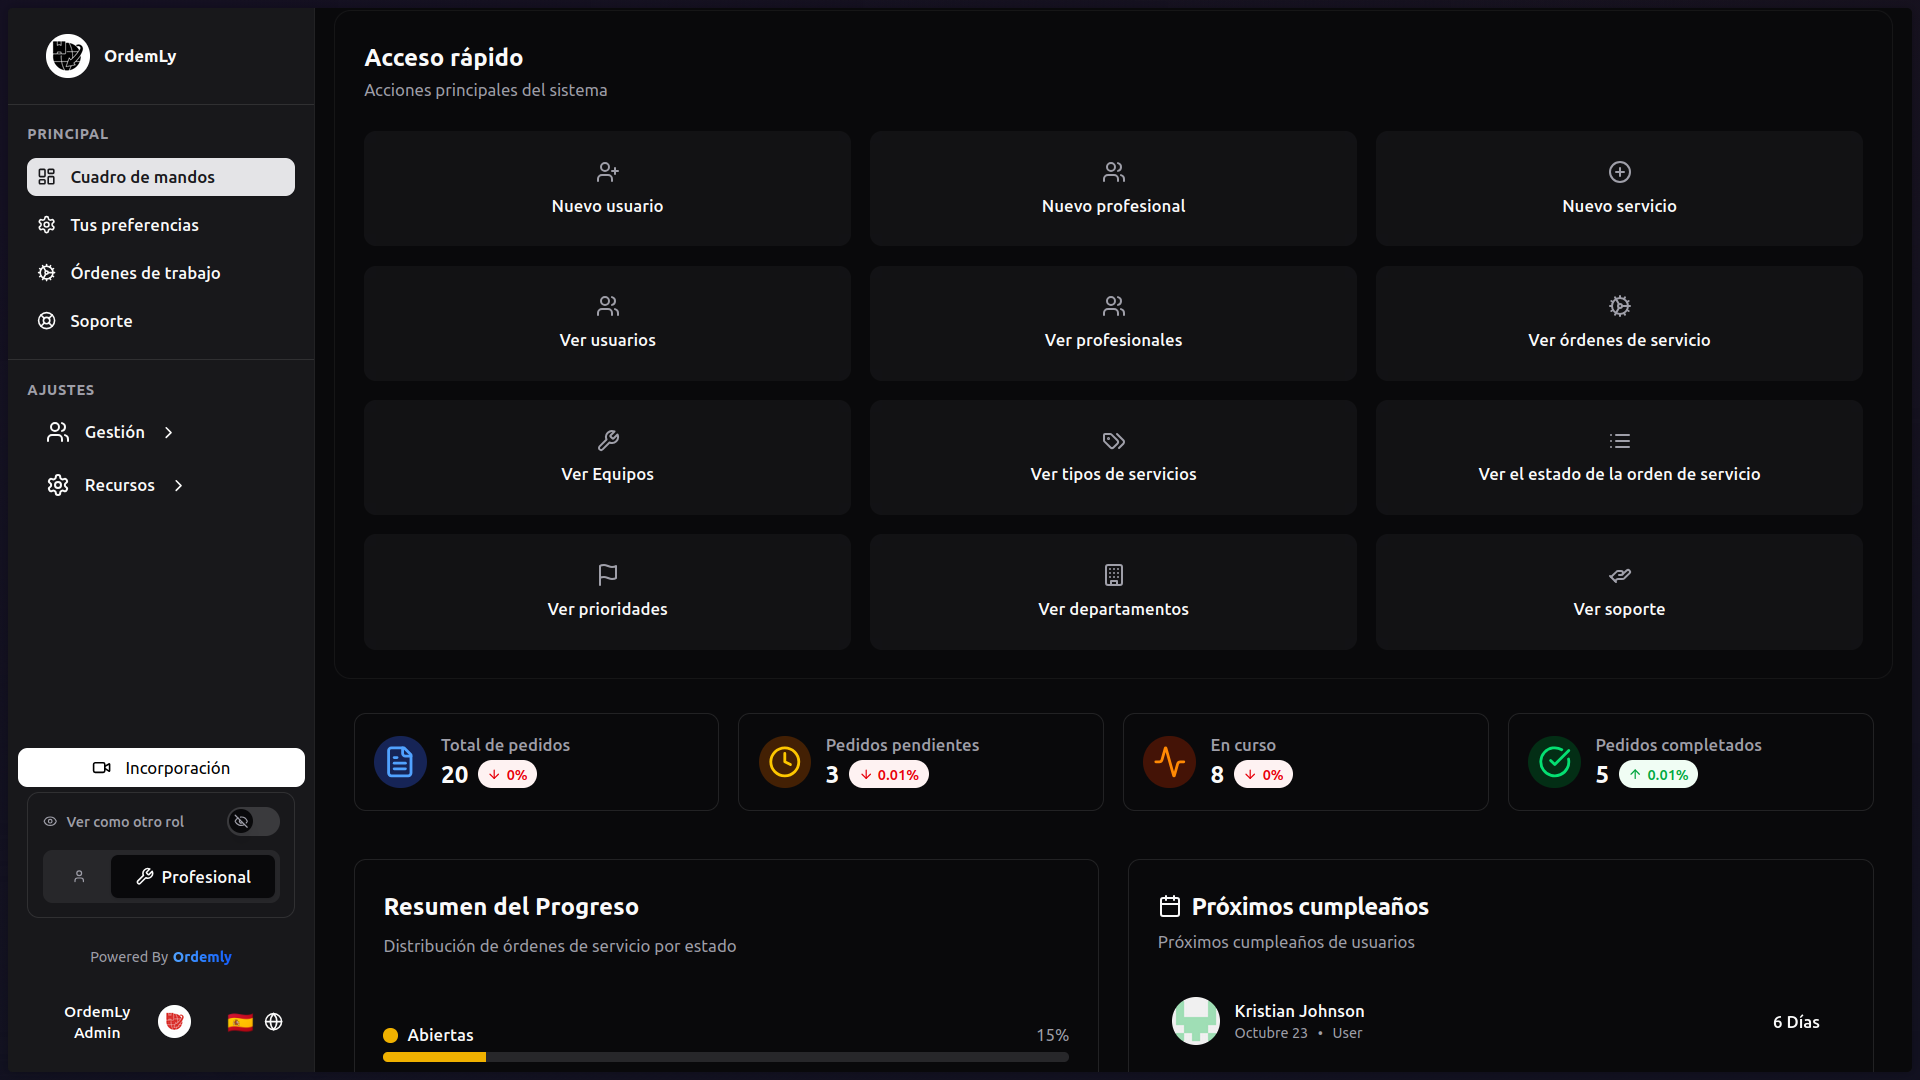 OrdemLy
PRINCIPAL
Cuadro de mandos
Tus preferencias
Órdenes de trabajo
Soporte
AJUSTES
Gestión
Recursos
Incorporación
Ver como otro rol
Profesional
Powered By Ordemly
OrdemLy
Admin
Acceso rápido
Acciones principales del sistema
Nuevo usuario
Nuevo profesional
Nuevo servicio
Ver usuarios
Ver profesionales
Ver órdenes de servicio
Ver Equipos
Ver tipos de servicios
Ver el estado de la orden de servicio
Ver prioridades
Ver departamentos
Ver soporte
Total de pedidos
20 ↓ 0%
Pedidos pendientes
3 ↓ 0.01%
En curso
8 ↓ 0%
Pedidos completados
5 ↑ 0.01%
Resumen del Progreso
Distribución de órdenes de servicio por estado
Abiertas 15%
Próximos cumpleaños
Próximos cumpleaños de usuarios
Kristian Johnson
Octubre 23 • User
6 Días